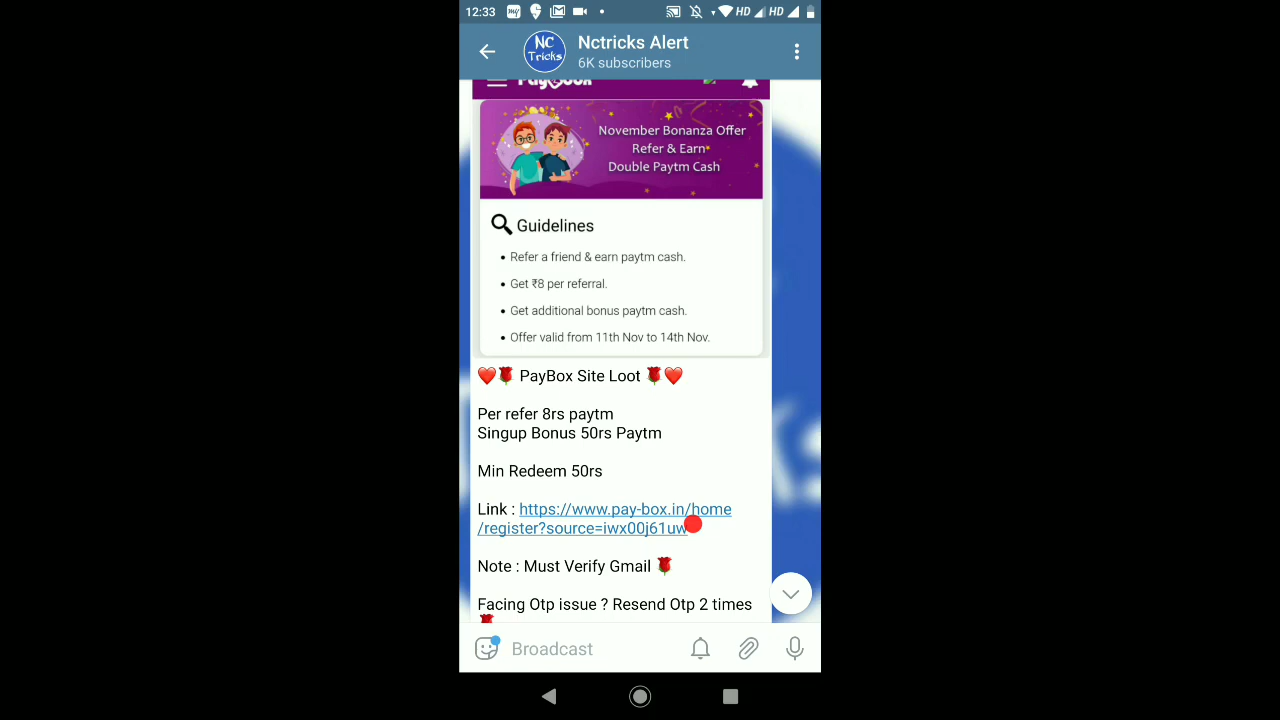 12:33
HD HD
NC
Tricks
Nctricks Alert
6K subscribers
November Bonanza Offer
Refer & Earn
Double Paytm Cash
Guidelines
• Refer a friend & earn paytm cash.
• Get ₹8 per referral.
• Get additional bonus paytm cash.
• Offer valid from 11th Nov to 14th Nov.
❤️🌹 PayBox Site Loot 🌹❤️
Per refer 8rs paytm
Singup Bonus 50rs Paytm
Min Redeem 50rs
Link : https://www.pay-box.in/home
/register?source=iwx00j61uw
Note : Must Verify Gmail 🌹
Facing Otp issue ? Resend Otp 2 times
🌹
Broadcast